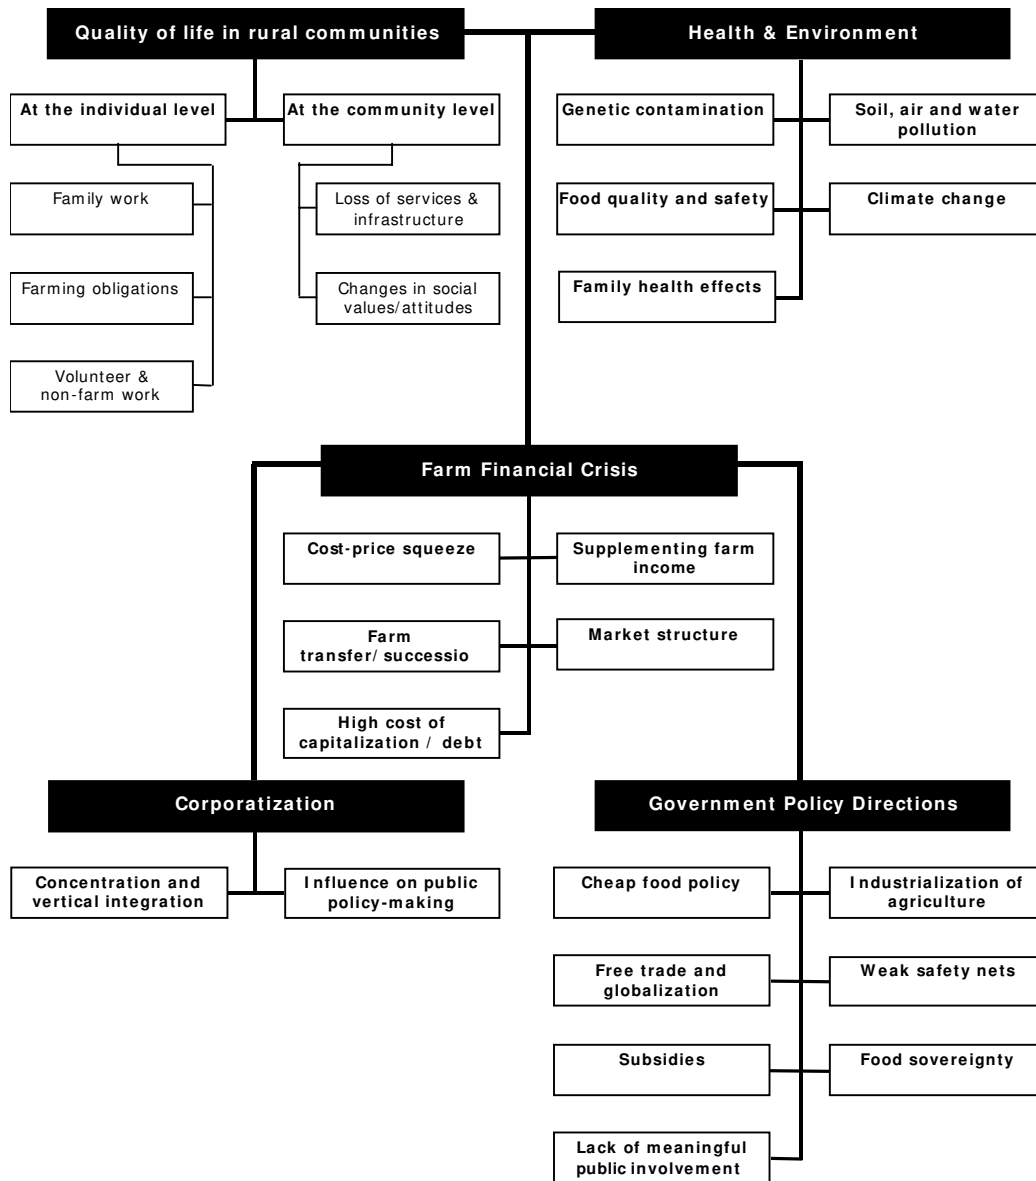 Quality of life in rural communities
Health & Environment
At the individual level
At the community level
Family work
Farming obligations
Volunteer &
non-farm work
Loss of services &
infrastructure
Changes in social
values/attitudes
Genetic contamination
Soil, air and water
pollution
Food quality and safety
Climate change
Family health effects
Farm Financial Crisis
Cost-price squeeze
Supplementing farm
income
Farm
transfer/ successio
Market structure
High cost of
capitalization / debt
Corporatization
Concentration and
vertical integration
Influence on public
policy-making
Government Policy Directions
Cheap food policy
Industrialization of
agriculture
Free trade and
globalization
Weak safety nets
Subsidies
Food sovereignty
Lack of meaningful
public involvement